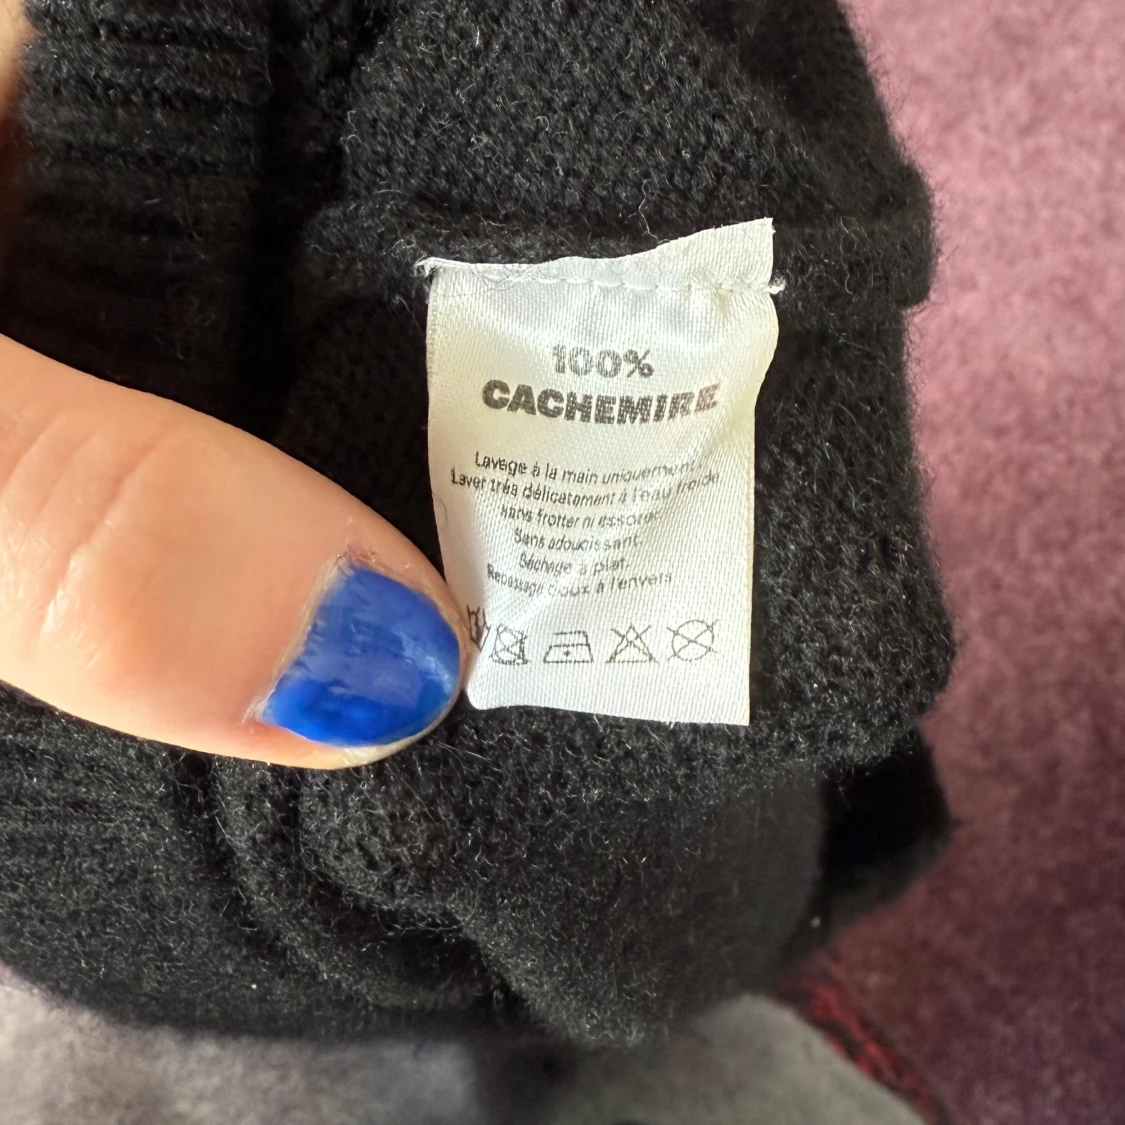 100%
CACHEMIRE
Lavage à la main uniquement
Laver très délicatement à l'eau froide
sans frotter ni essorer
Sans adoucissant.
Séchage à plat.
Repassage doux à l'envers